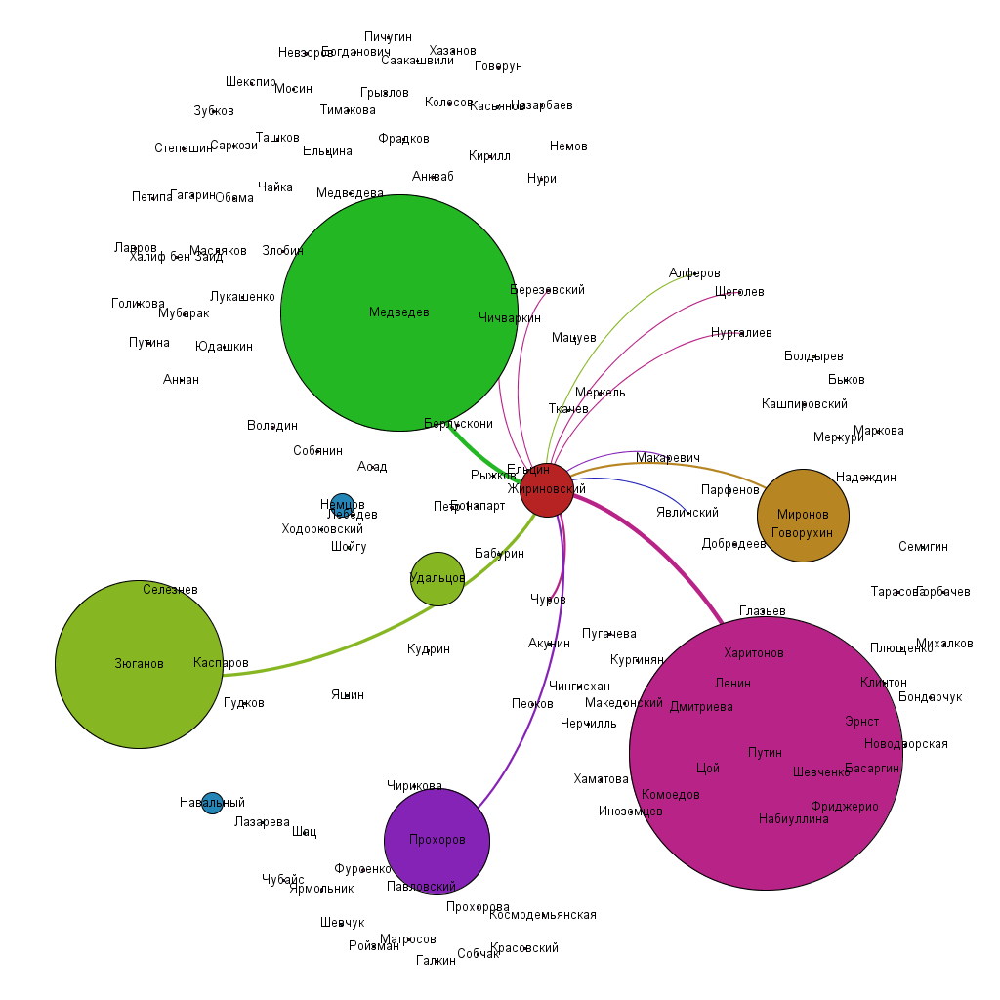 Пичугин
Невзоров
Богданович
Хазанов
Саакашвили
Говорун
Шекспир
Мосин
Грызлов
Колосов
Касьянов
Назарбаев
Зубков
Тимакова
Ташков
Фрадков
Степашин
Саркози
Ельцина
Кирилл
Немов
Анкваб
Нури
Чайка
Петипа
Гагарин
Обама
Медведева
Лавров
Халиф бен Заид
Масляков
Злобин
Алферов
Березовский
Щеголев
Лукашенко
Голикова
Мубарак
Медведев
Чичваркин
Нургалиев
Мацуев
Путина
Юдашкин
Болдырев
Аннан
Быков
Меркель
Ткачев
Кашпировский
Володин
Берлускони
Маркова
Меркури
Собянин
Макаревич
Асад
Ельцин
Рыжков
Надеждин
Жириновский
Парфенов
Немцов
Лебедев
Петр I
Бонапарт
Явлинский
Миронов
Ходорковский
Говорухин
Шойгу
Добродеев
Семигин
Бабурин
Удальцов
Селезнев
Чуров
Тарасова
Горбачев
Глазьев
Пугачева
Акунин
Плющенко
Михалков
Кудрин
Харитонов
Кургинян
Зюганов
Каспаров
Ленин
Клинтон
Чингисхан
Яшин
Гудков
Песков
Македонский
Дмитриева
Бондарчук
Черчилль
Эрнст
Новодворская
Путин
Цой
Шевченко
Басаргин
Хаматова
Чирикова
Комоедов
Навальный
Фриджерио
Иноземцев
Набиуллина
Лазарева
Шац
Прохоров
Фурсенко
Чубайс
Ярмольник
Павловский
Прохорова
Космодемьянская
Шевчук
Матросов
Ройзман
Красовский
Собчак
Галкин